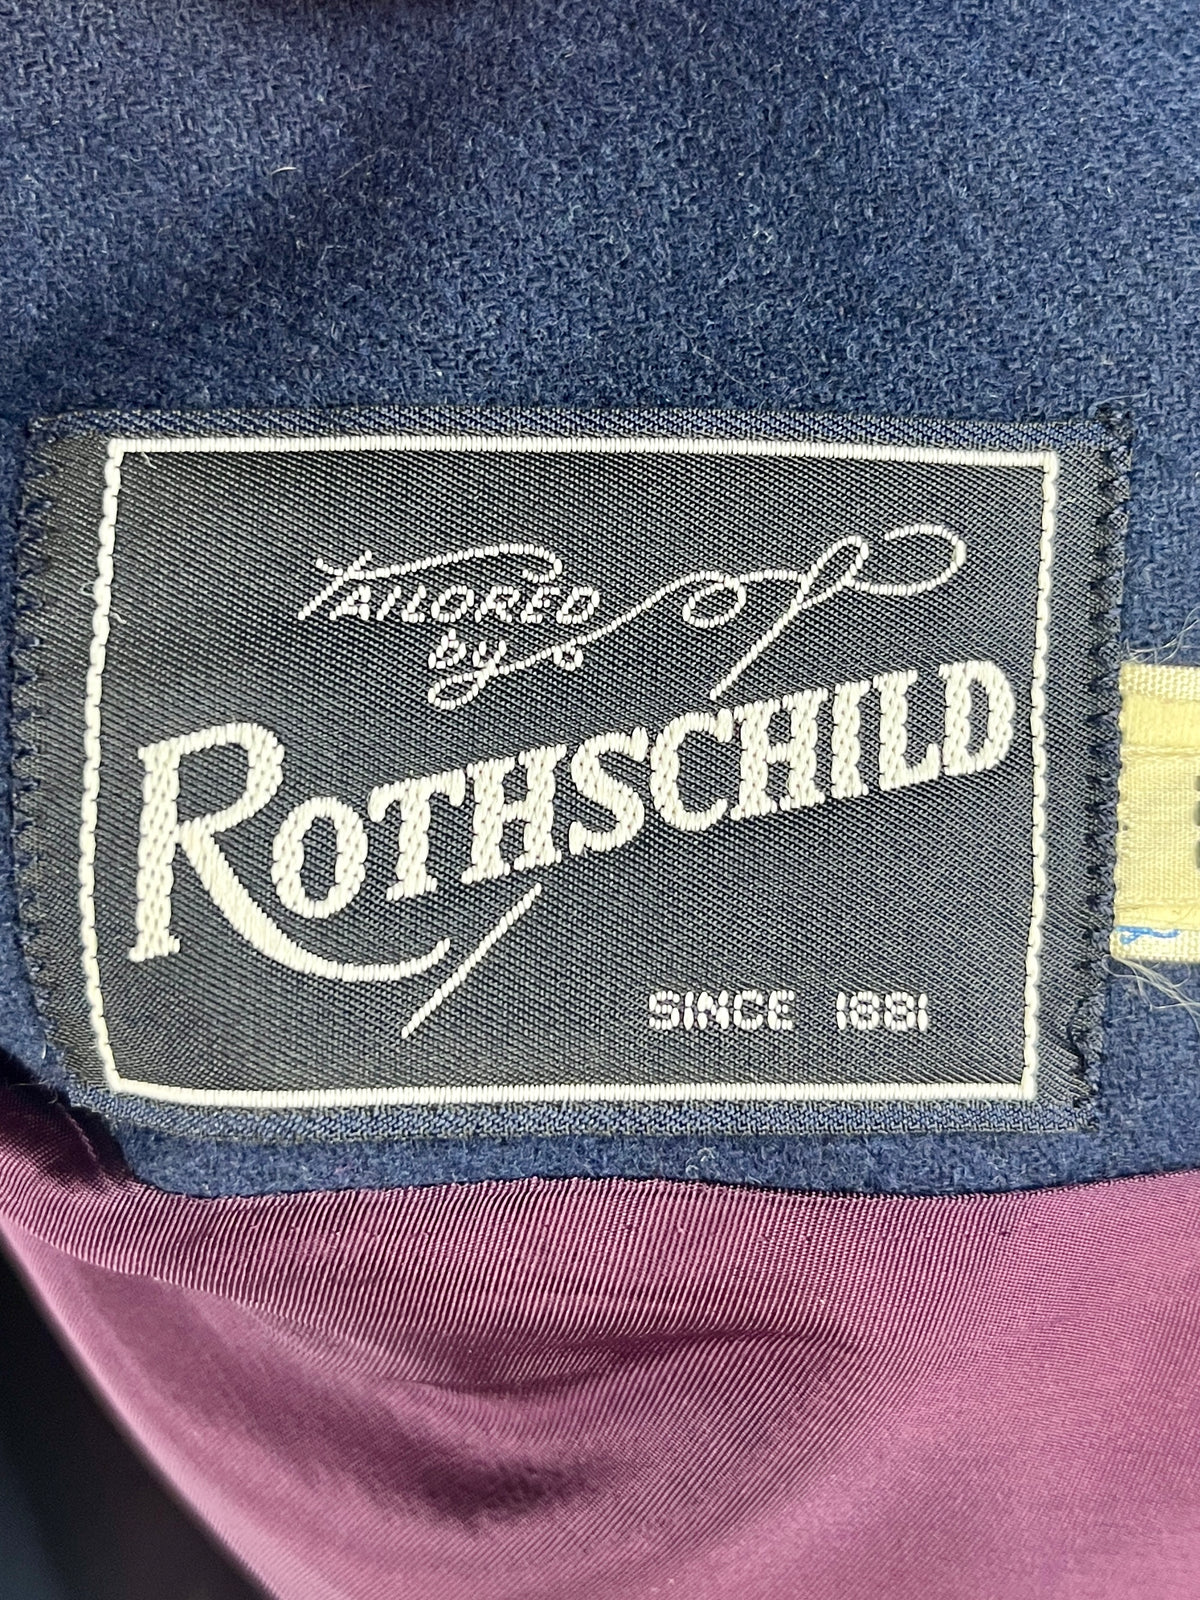 TAILORED
by
ROTHSCHILD
SINCE 1881